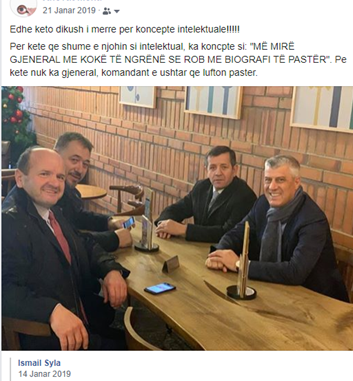 21 Janar 2019 ·
Edhe keto dikush i merre per koncepte intelektuale!!!!!
Per kete qe shume e njohin si intelektual, ka koncpte si: "MË MIRË
GJENERAL ME KOKË TË NGRËNË SE ROB ME BIOGRAFI TË PASTËR". Pe
kete nuk ka gjeneral, komandant e ushtar qe lufton paster.
Ismail Syla
14 Janar 2019